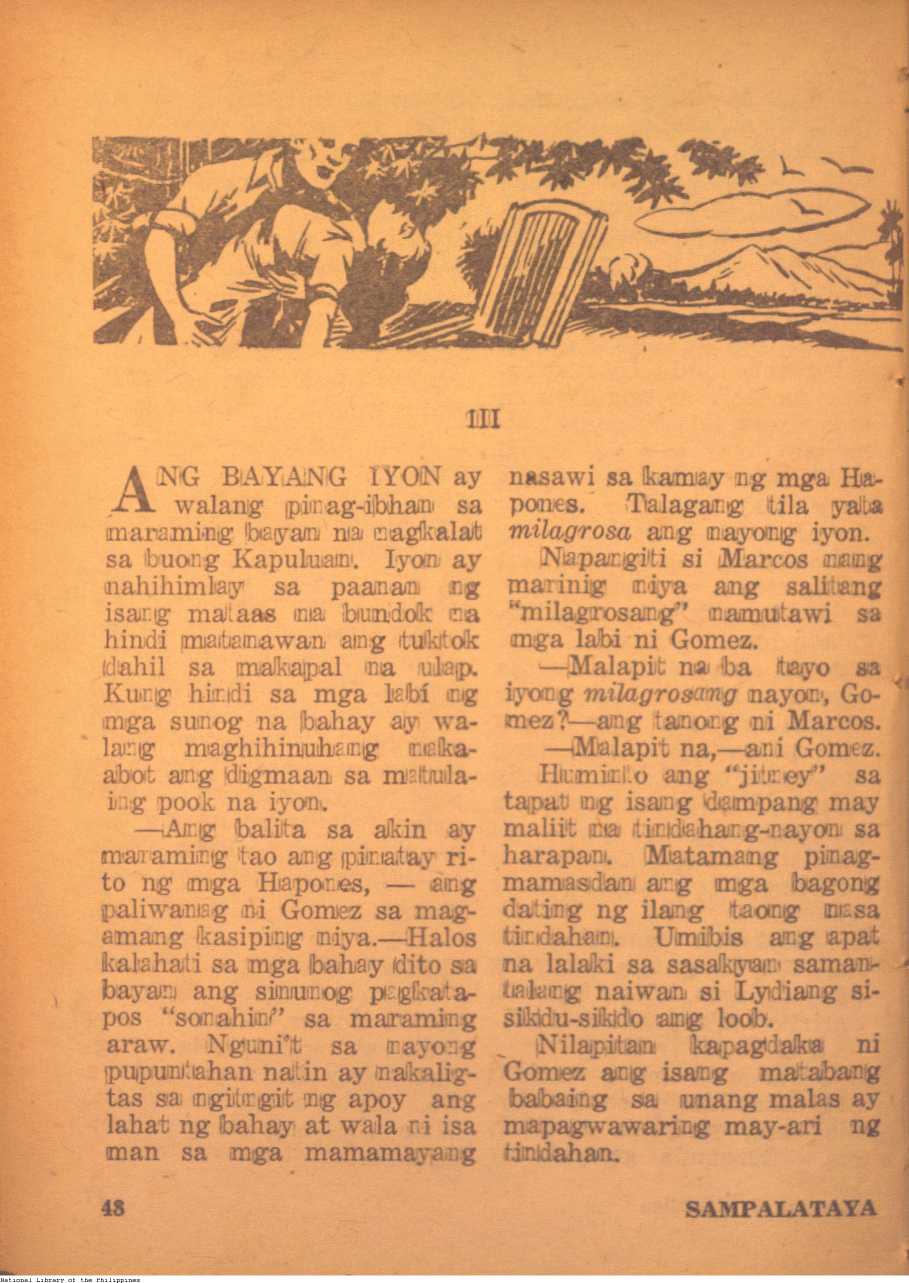 III
ANG BAYANG IYON ay
walang pinag-ibhan sa
maraming bayan na nagkalat
sa buong Kapuluan. Iyon ay
nahihimlay sa paanan ng
isang mataas na bundok na
hindi matanawan ang tuktok
dahil sa makapal na ulap.
Kung hindi sa mga labí ng
mga sunog na bahay ay wa-
lang maghihinuhang naka-
abot ang digmaan sa matula-
ing pook na iyon.
—Ang balita sa akin ay
maraming tao ang pinatay ri-
to ng mga Hapones, — ang
paliwanag ni Gomez sa mag-
amang kasiping niya.—Halos
kalahati sa mga bahay dito sa
bayan ang sinunog pagkata-
pos "sonahin" sa maraming
araw. Nguni't sa nayong
pupuntahan natin ay nakalig-
tas sa ngitngit ng apoy ang
lahat ng bahay at wala ni isa
man sa mga mamamayang
nasawi sa kamay ng mga Ha-
pones. Talagang tila yata
milagrosa ang nayong iyon.
Napangiti si Marcos nang
marinig niya ang salitang
"milagrosang" namutawi sa
mga labi ni Gomez.
—Malapit na ba tayo sa
iyong milagrosang nayon, Go-
mez?—ang tanong ni Marcos.
—Malapit na,—ani Gomez.
Huminto ang "jitney" sa
tapat ng isang dampang may
maliit na tindahang-nayon sa
harapan. Matamang pinag-
mamasdan ang mga bagong
dating ng ilang taong nasa
tindahan. Umibis ang apat
na lalaki sa sasakyan saman-
talang naiwan si Lydiang si-
sikdu-sikdo ang loob.
Nilapitan kapagdaka ni
Gomez ang isang matabang
babaing sa unang malas ay
mapagwawaring may-ari ng
tindahan.
48
SAMPALATAYA
National Library of the Philippines